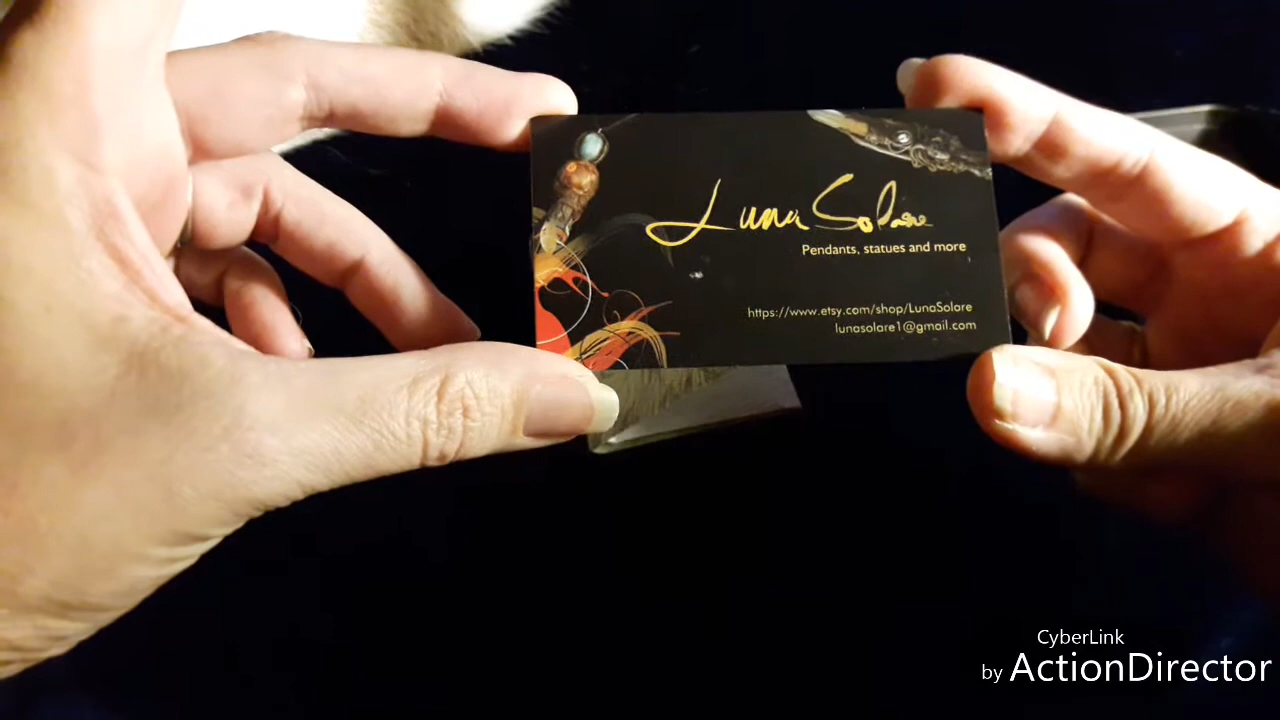 Luna Solare
Pendants, statues and more
https://www.etsy.com/shop/LunaSolare
lunasolare1@gmail.com
CyberLink
by ActionDirector